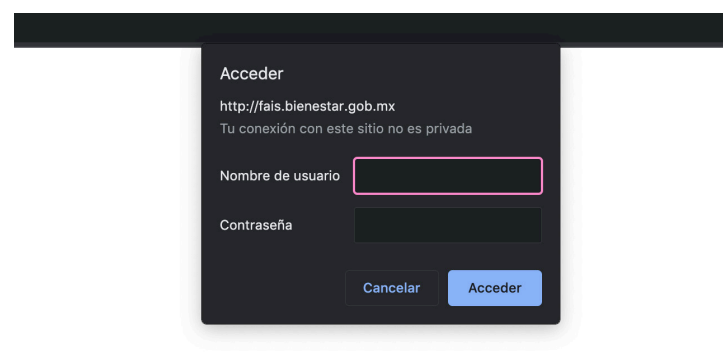 Acceder
http://fais.bienestar.gob.mx
Tu conexión con este sitio no es privada
Nombre de usuario
Contraseña
Cancelar Acceder